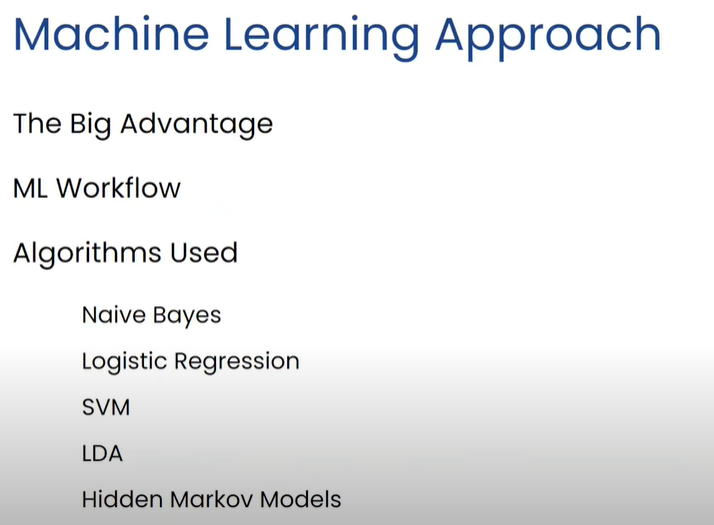 Machine Learning Approach
The Big Advantage
ML Workflow
Algorithms Used
Naive Bayes
Logistic Regression
SVM
LDA
Hidden Markov Models